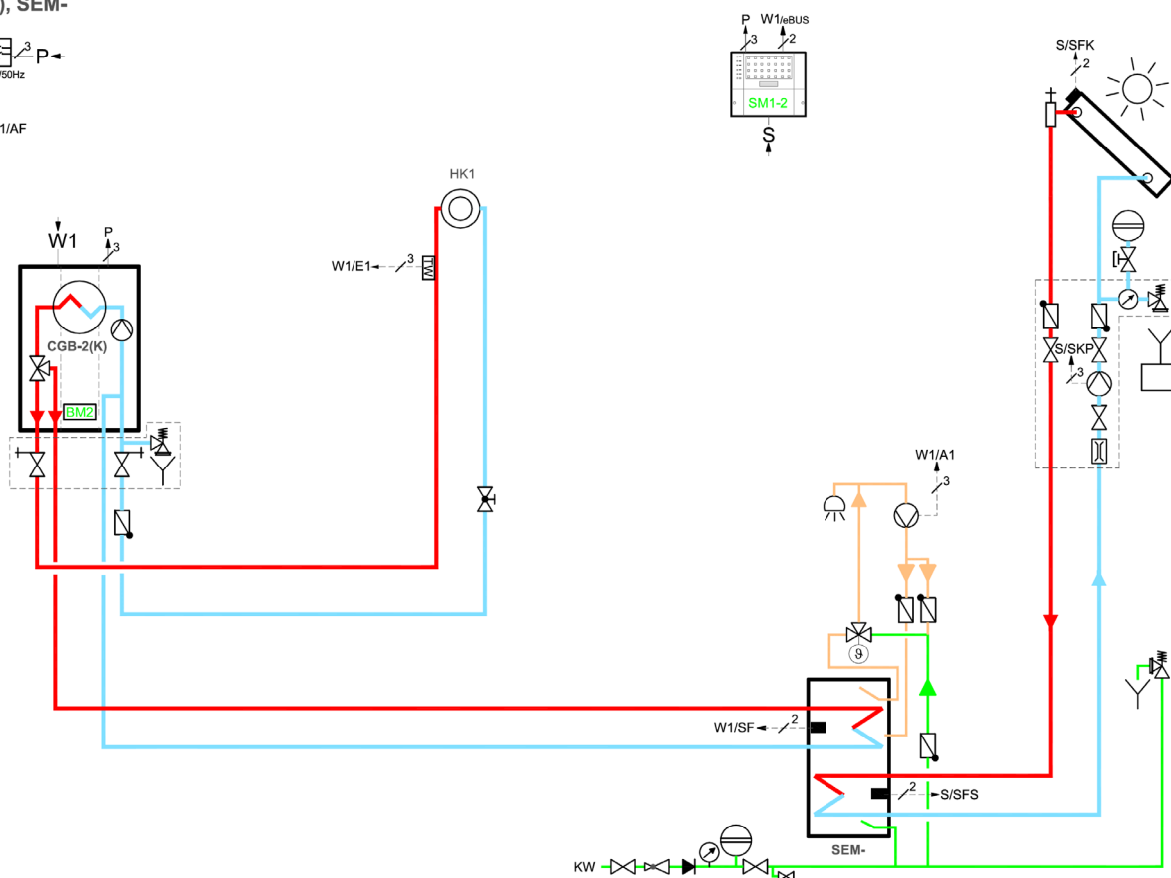 ), SEM-
3
P
/50Hz
1/AF
P
3
W1/eBUS
2
SM1-2
S
S/SFK
2
HK1
W1
P
3
W1/E1
3
TW
CGB-2(K)
BM2
S/SKP
3
W1/A1
3
ϑ
W1/SF
2
2
S/SFS
SEM-
KW